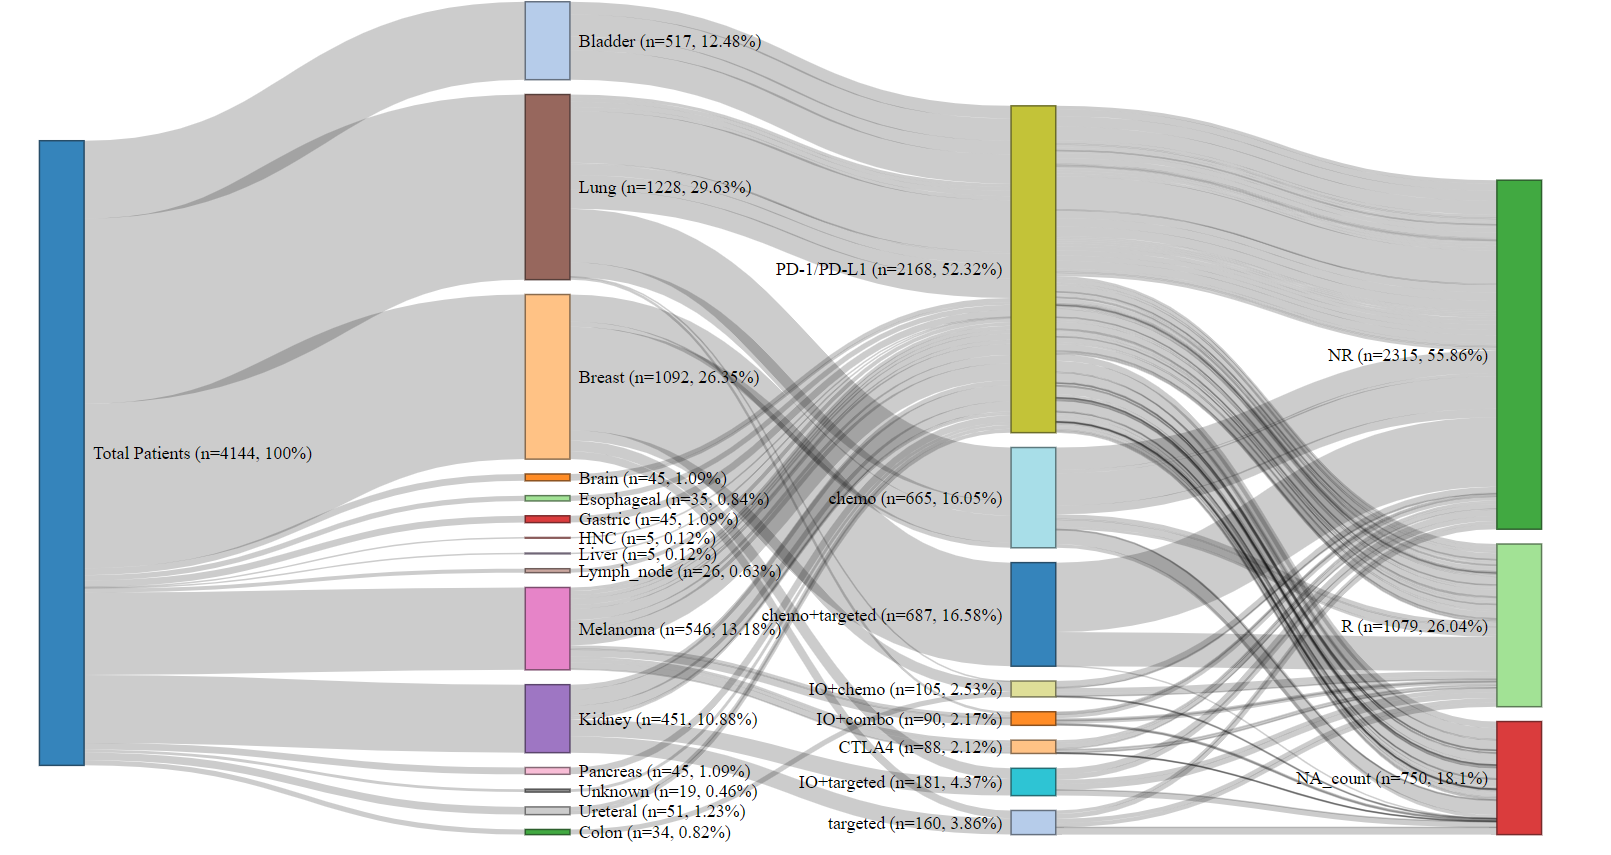 Total Patients (n=4144, 100%)
Bladder (n=517, 12.48%)
Lung (n=1228, 29.63%)
Breast (n=1092, 26.35%)
Brain (n=45, 1.09%)
Esophageal (n=35, 0.84%)
Gastric (n=45, 1.09%)
HNC (n=5, 0.12%)
Liver (n=5, 0.12%)
Lymph_node (n=26, 0.63%)
Melanoma (n=546, 13.18%)
Kidney (n=451, 10.88%)
Pancreas (n=45, 1.09%)
Unknown (n=19, 0.46%)
Ureteral (n=51, 1.23%)
Colon (n=34, 0.82%)
PD-1/PD-L1 (n=2168, 52.32%)
chemo (n=665, 16.05%)
chemo+targeted (n=687, 16.58%)
IO+chemo (n=105, 2.53%)
IO+combo (n=90, 2.17%)
CTLA4 (n=88, 2.12%)
IO+targeted (n=181, 4.37%)
targeted (n=160, 3.86%)
NR (n=2315, 55.86%)
R (n=1079, 26.04%)
NA_count (n=750, 18.1%)